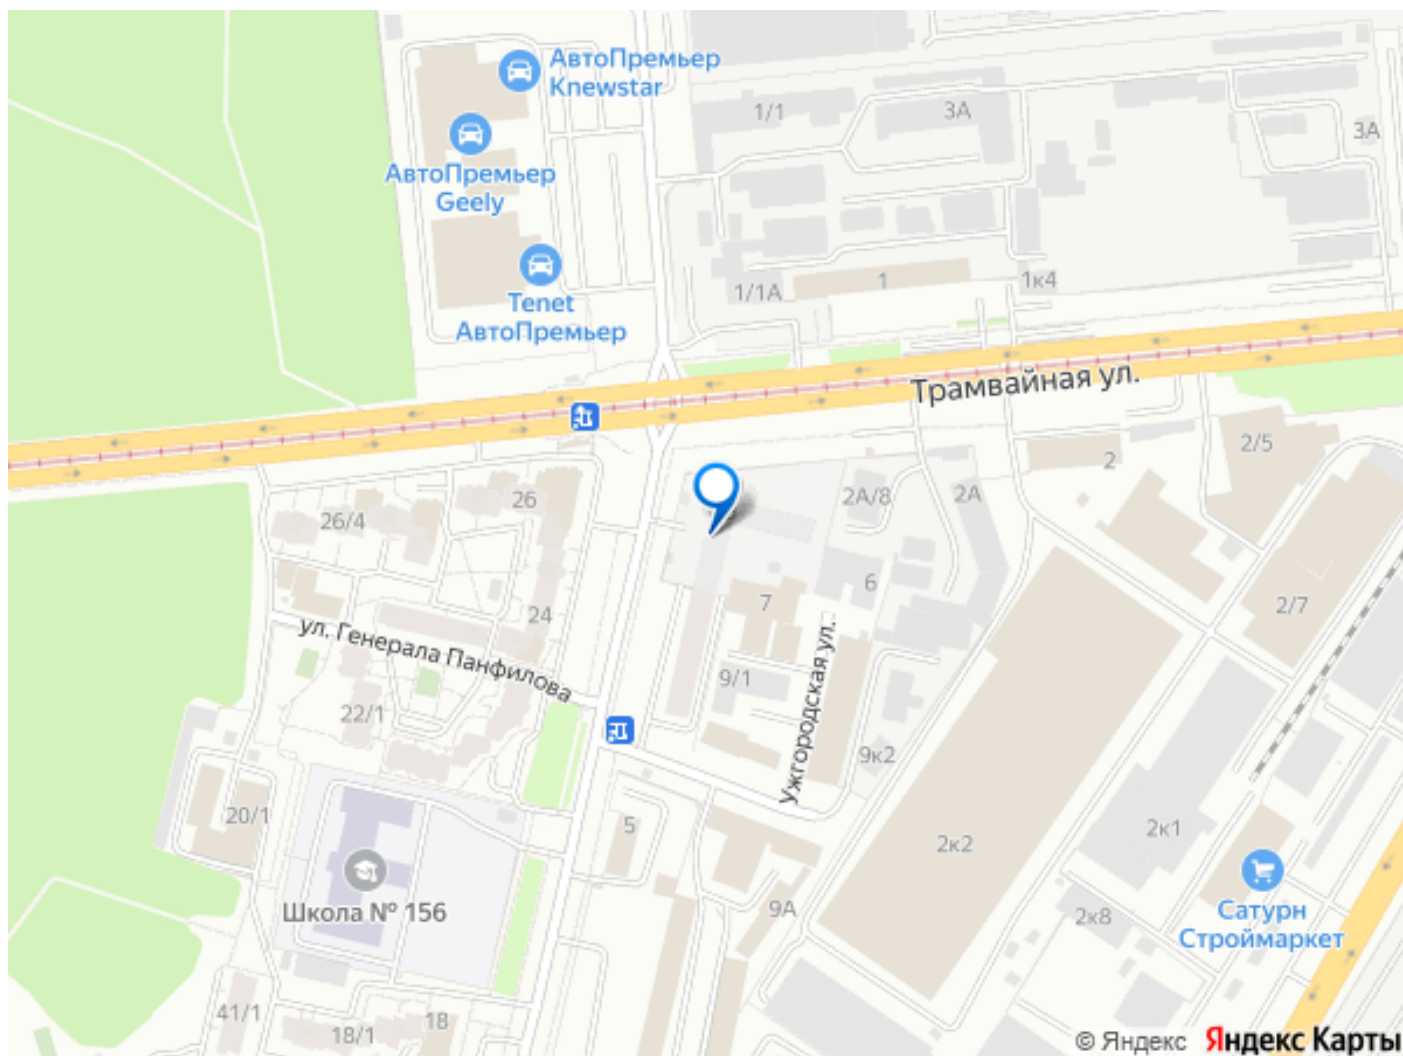 АвтоПремьер
Knewstar
1/1
3А
3А
АвтоПремьер
Geely
Tenet
АвтоПремьер
1/1А
1
1к4
Трамвайная ул.
2/5
2
26
26/4
2А/8
2А
6
7
2/7
24
ул. Генерала Панфилова
9/1
22/1
Ужгородская ул.
9к2
20/1
5
2к2
2к1
Школа № 156
9А
2к8
Сатурн
Строймаркет
41/1
18/1
18
© Яндекс Яндекс Карты